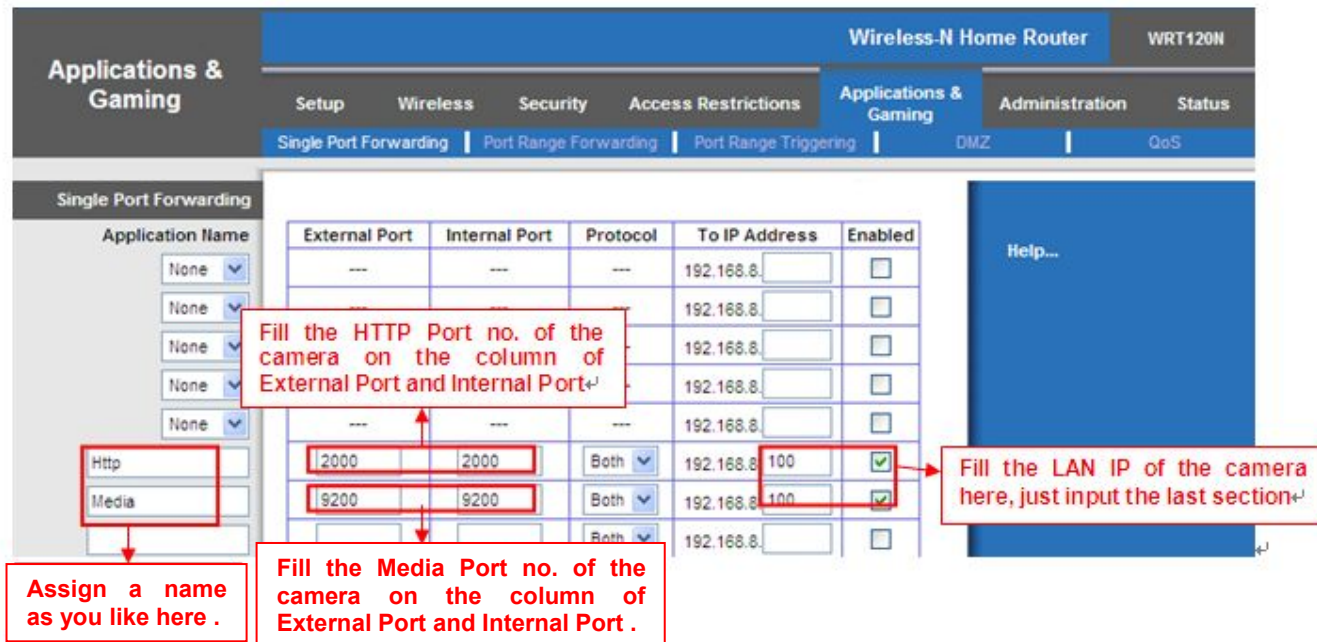 Wireless-N Home Router WRT120N
Applications &
Gaming
Setup Wireless Security Access Restrictions Applications & Gaming Administration Status
Single Port Forwarding Port Range Forwarding Port Range Triggering DMZ QoS
Single Port Forwarding
Application Name External Port Internal Port Protocol To IP Address Enabled
Help...
None --- --- --- 192.168.8.
None --- --- --- 192.168.8.
None 192.168.8.
None 192.168.8.
None --- --- --- 192.168.8.
Fill the HTTP Port no. of the
camera on the column of
External Port and Internal Port
Http 2000 2000 Both 192.168.8. 100
Media 9200 9200 Both 192.168.8. 100
Both 192.168.8.
Fill the LAN IP of the camera
here, just input the last section
Assign a name
as you like here .
Fill the Media Port no. of the
camera on the column of
External Port and Internal Port .